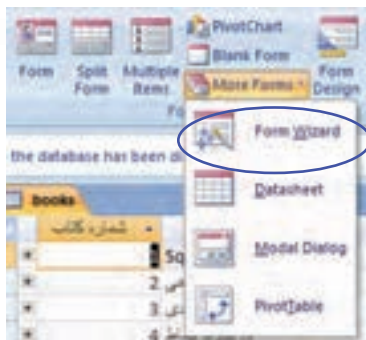 PivotChart
Blank Form
More Forms
Form
Split Form
Multiple Items
Form Design
Form Wizard
the database has been
books
Datasheet
شماره کتاب
Sq
2
Modal Dialog
3
PivotTable
4